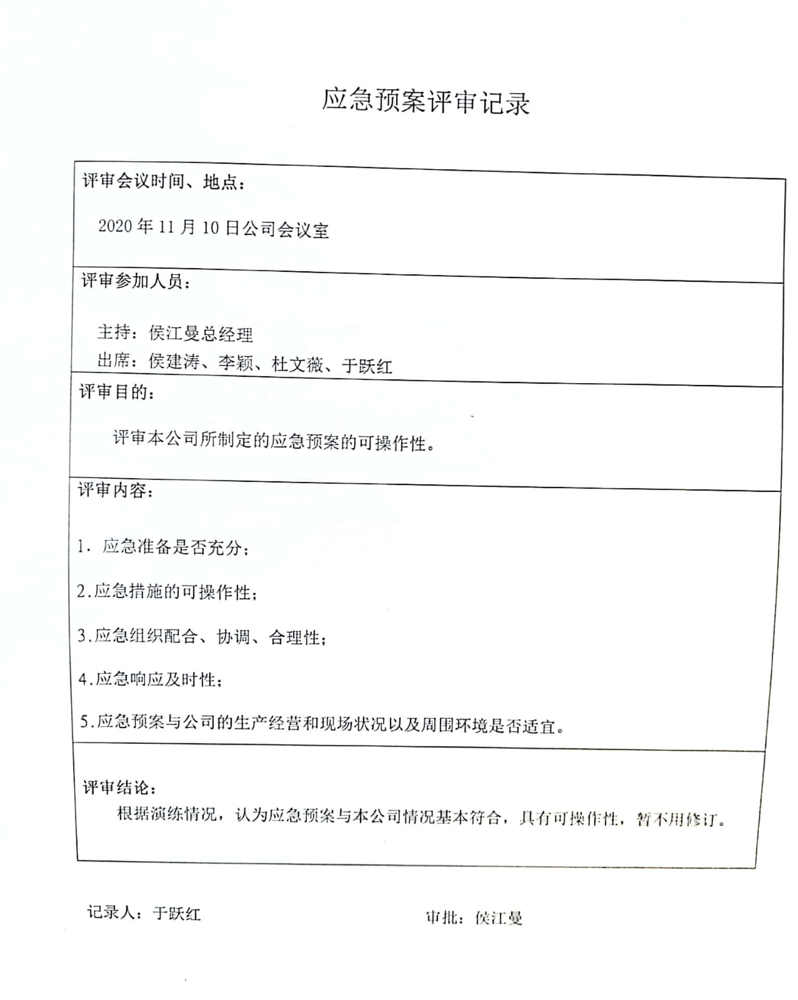 应急预案评审记录
评审会议时间、地点：
2020 年 11 月 10 日公司会议室
评审参加人员：
主持：侯江曼总经理
出席：侯建涛、李颖、杜文薇、于跃红
评审目的：
评审本公司所制定的应急预案的可操作性。
评审内容：
1. 应急准备是否充分；
2.应急措施的可操作性；
3.应急组织配合、协调、合理性；
4.应急响应及时性；
5.应急预案与公司的生产经营和现场状况以及周围环境是否适宜。
评审结论：
根据演练情况，认为应急预案与本公司情况基本符合，具有可操作性，暂不用修订。
记录人：于跃红 审批：侯江曼